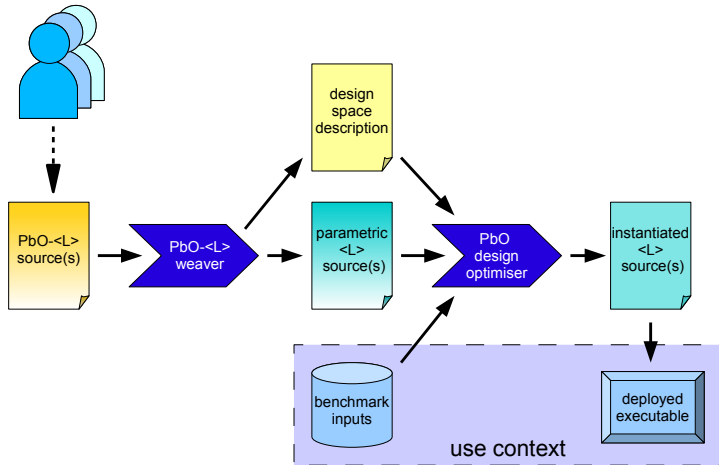 design
space
description
PbO-<L>
source(s)
PbO-<L>
weaver
parametric
<L>
source(s)
PbO
design
optimiser
instantiated
<L>
source(s)
benchmark
inputs
deployed
executable
use context